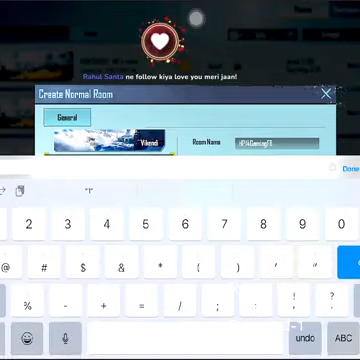 Rahul Santa ne follow kiya love you meri jaan!
Create Normal Room
General
Vikendi
Room Name
Done
"r"
2 3 4 5 6 7 8 9 0
@ # $ & * ( ) ' "
% - + = / ; : ! ?
undo ABC